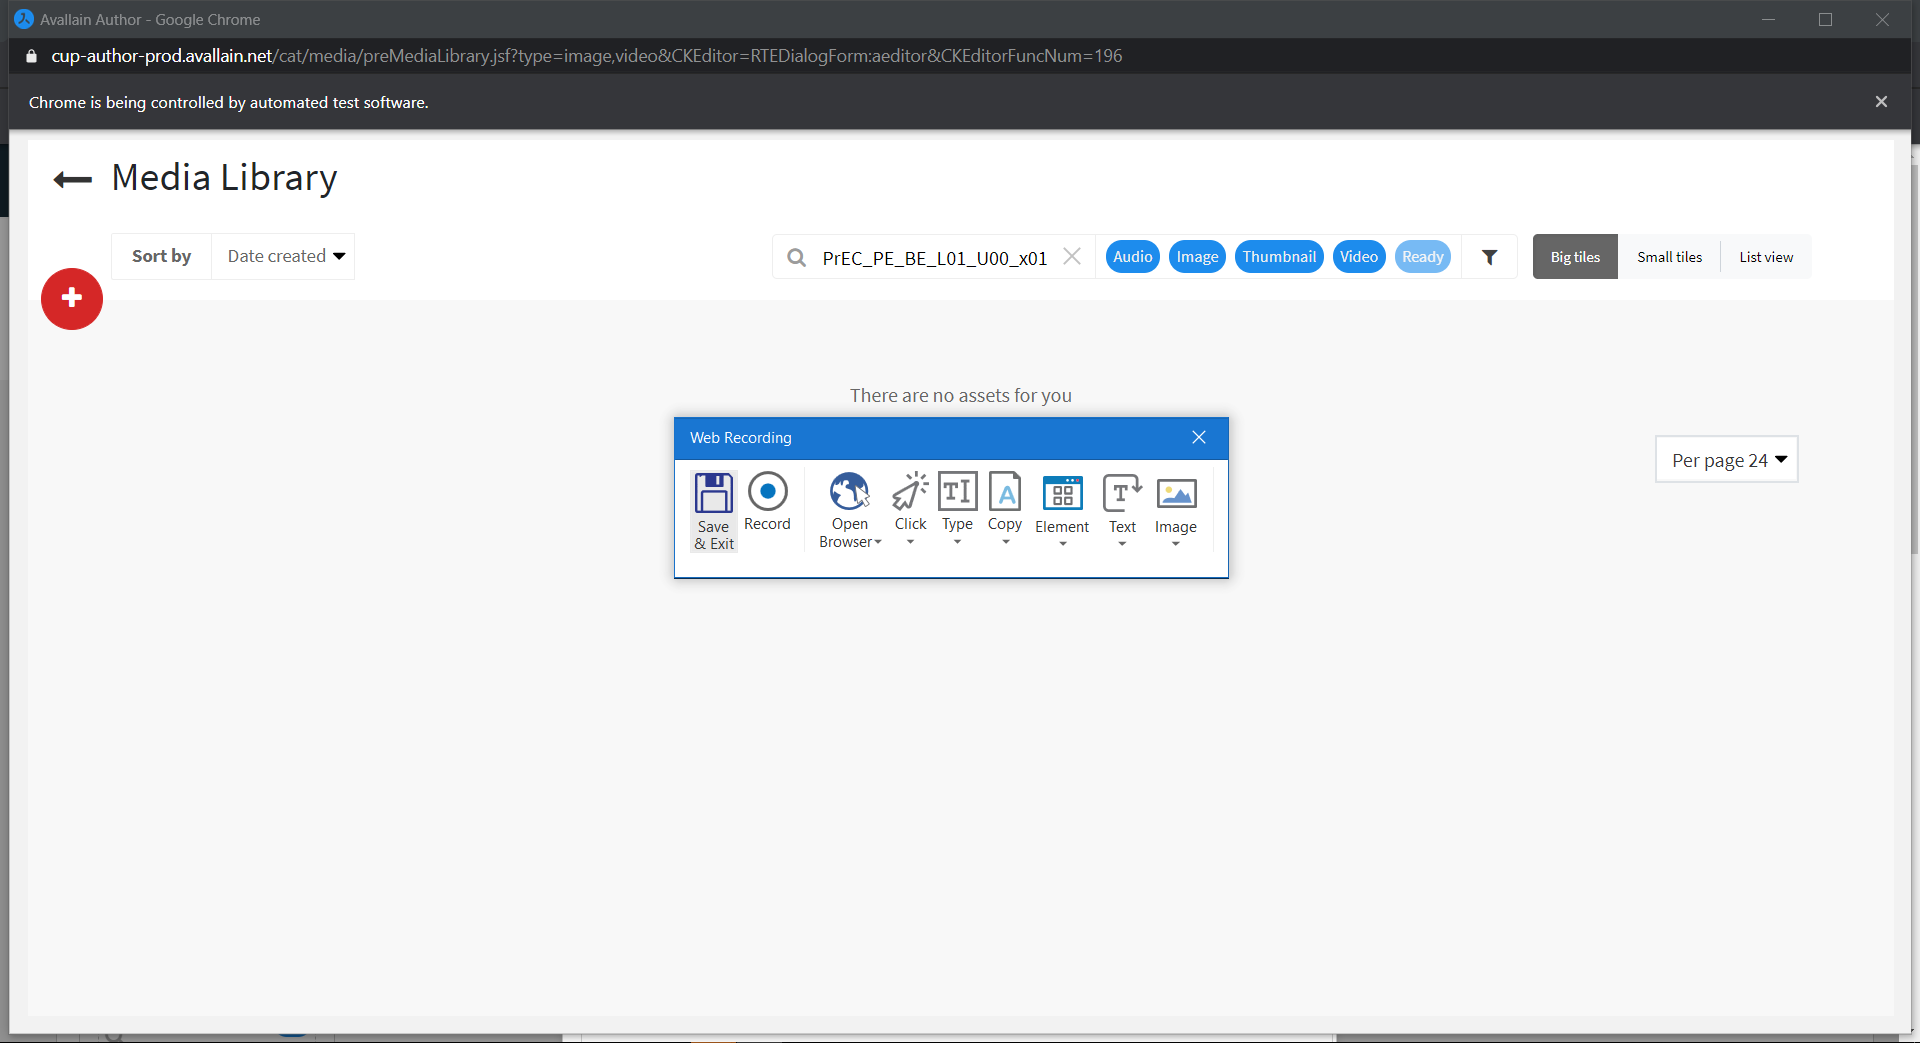 Avallain Author - Google Chrome
cup-author-prod.avallain.net/cat/media/preMediaLibrary.jsf?type=image,video&CKEditor=RTEDialogForm:aeditor&CKEditorFuncNum=196
Chrome is being controlled by automated test software.
Media Library
Sort by Date created PrEC_PE_BE_L01_U00_x01 Audio Image Thumbnail Video Ready Big tiles Small tiles List view
There are no assets for you
Web Recording
Per page 24
Save & Exit
Record
Open Browser
Click
Type
Copy
Element
Text
Image